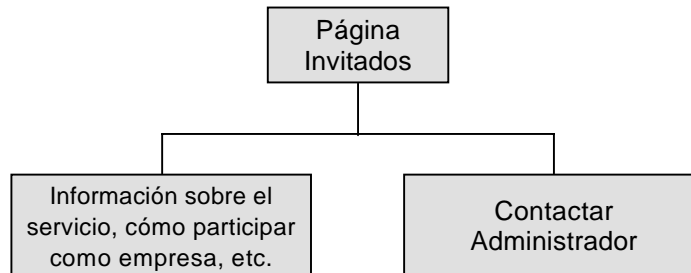 Página
Invitados
Información sobre el
servicio, cómo participar
como empresa, etc.
Contactar
Administrador